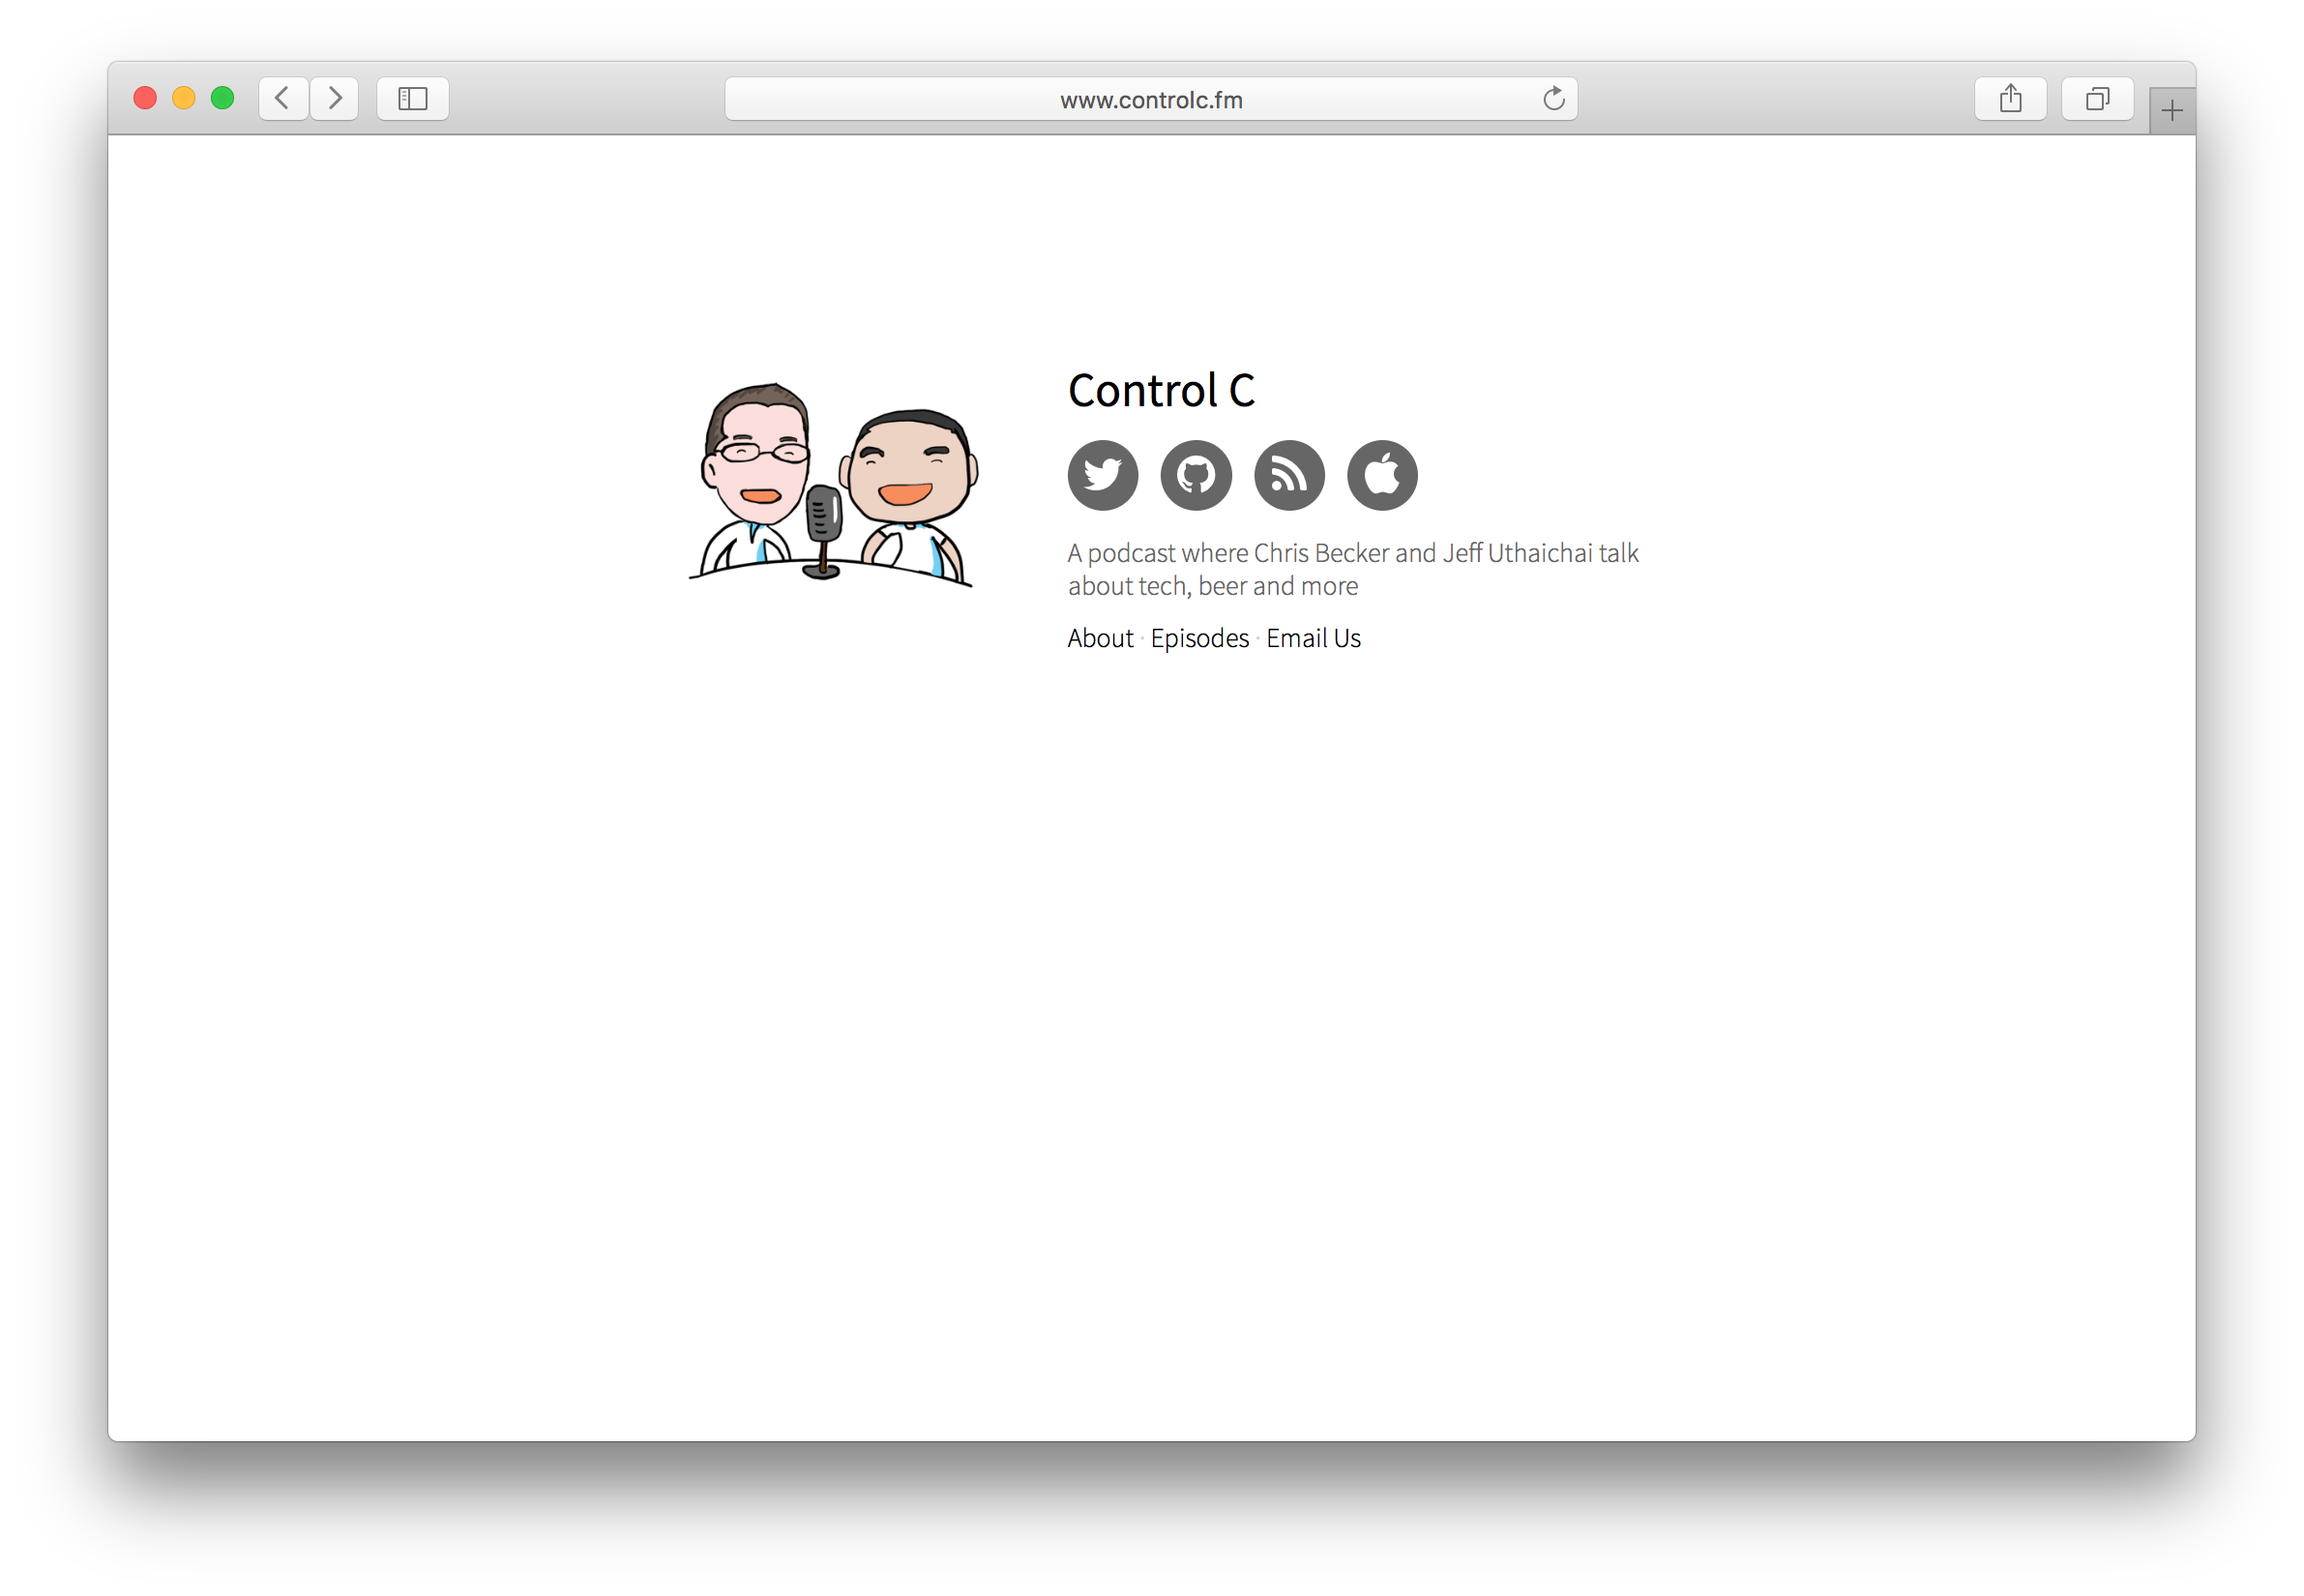 www.controlc.fm
Control C
A podcast where Chris Becker and Jeff Uthaichai talk
about tech, beer and more
About · Episodes · Email Us